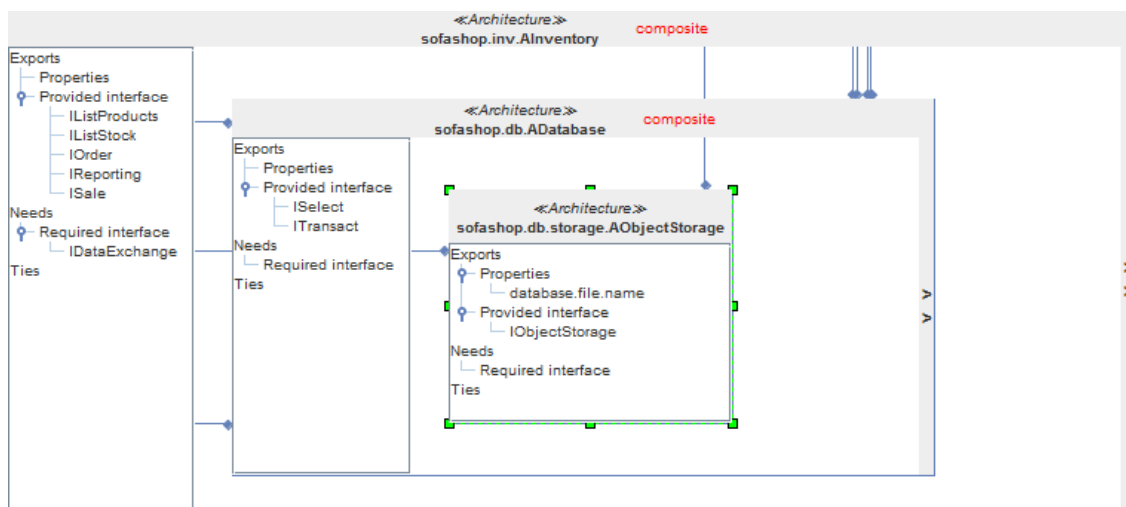 ≪Architecture≫
sofashop.inv.AInventory
composite
Exports
Properties
Provided interface
IListProducts
IListStock
IOrder
IReporting
ISale
Needs
Required interface
IDataExchange
Ties
≪Architecture≫
sofashop.db.ADatabase
composite
Exports
Properties
Provided interface
ISelect
ITransact
Needs
Required interface
Ties
≪Architecture≫
sofashop.db.storage.AObjectStorage
Exports
Properties
database.file.name
Provided interface
IObjectStorage
Needs
Required interface
Ties
>
>